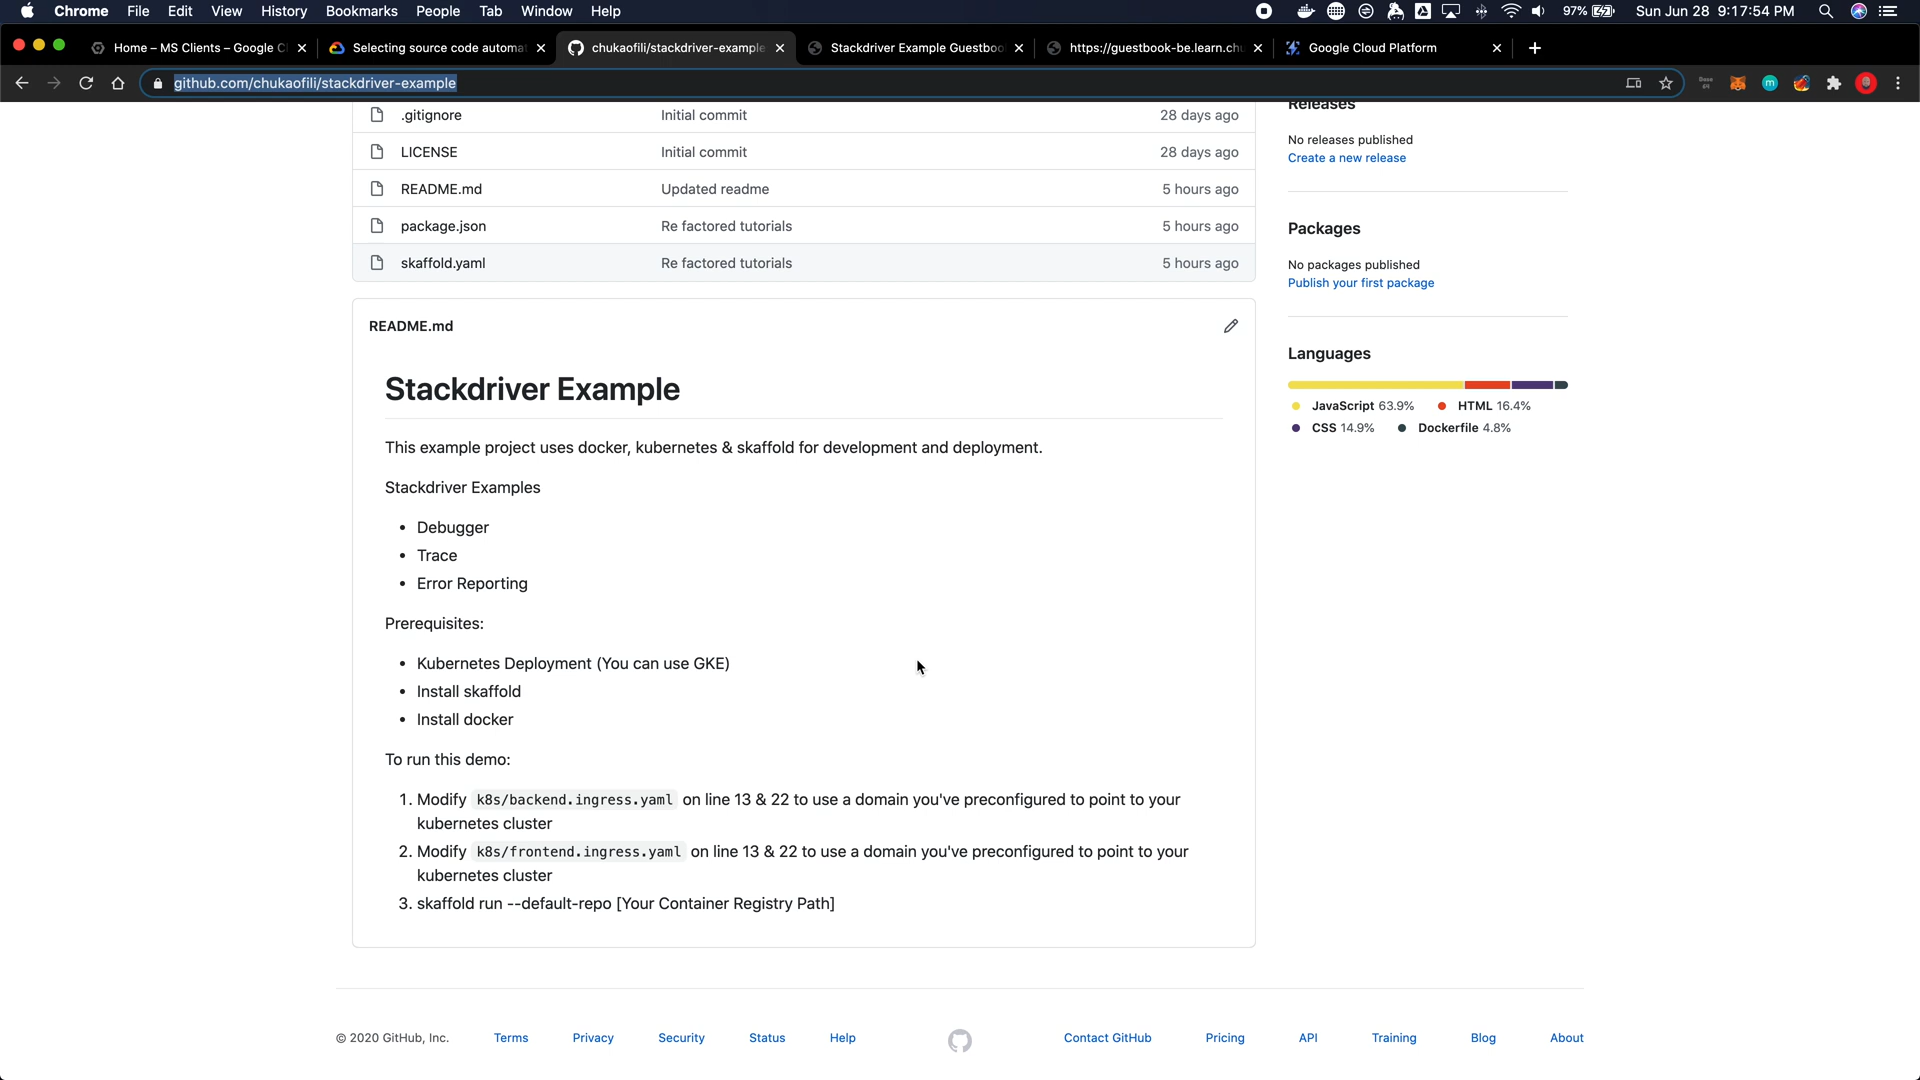 Chrome File Edit View History Bookmarks People Tab Window Help 97% Sun Jun 28 9:17:54 PM
Home – MS Clients – Google C Selecting source code automat chukaofili/stackdriver-example Stackdriver Example Guestboo https://guestbook-be.learn.ch Google Cloud Platform
github.com/chukaofili/stackdriver-example
.gitignore Initial commit 28 days ago
LICENSE Initial commit 28 days ago
README.md Updated readme 5 hours ago
package.json Re factored tutorials 5 hours ago
skaffold.yaml Re factored tutorials 5 hours ago
Releases
No releases published
Create a new release
Packages
No packages published
Publish your first package
Languages
JavaScript 63.9% HTML 16.4%
CSS 14.9% Dockerfile 4.8%
README.md
Stackdriver Example
This example project uses docker, kubernetes & skaffold for development and deployment.
Stackdriver Examples
• Debugger
• Trace
• Error Reporting
Prerequisites:
• Kubernetes Deployment (You can use GKE)
• Install skaffold
• Install docker
To run this demo:
1. Modify k8s/backend.ingress.yaml on line 13 & 22 to use a domain you've preconfigured to point to your
kubernetes cluster
2. Modify k8s/frontend.ingress.yaml on line 13 & 22 to use a domain you've preconfigured to point to your
kubernetes cluster
3. skaffold run --default-repo [Your Container Registry Path]
© 2020 GitHub, Inc. Terms Privacy Security Status Help Contact GitHub Pricing API Training Blog About